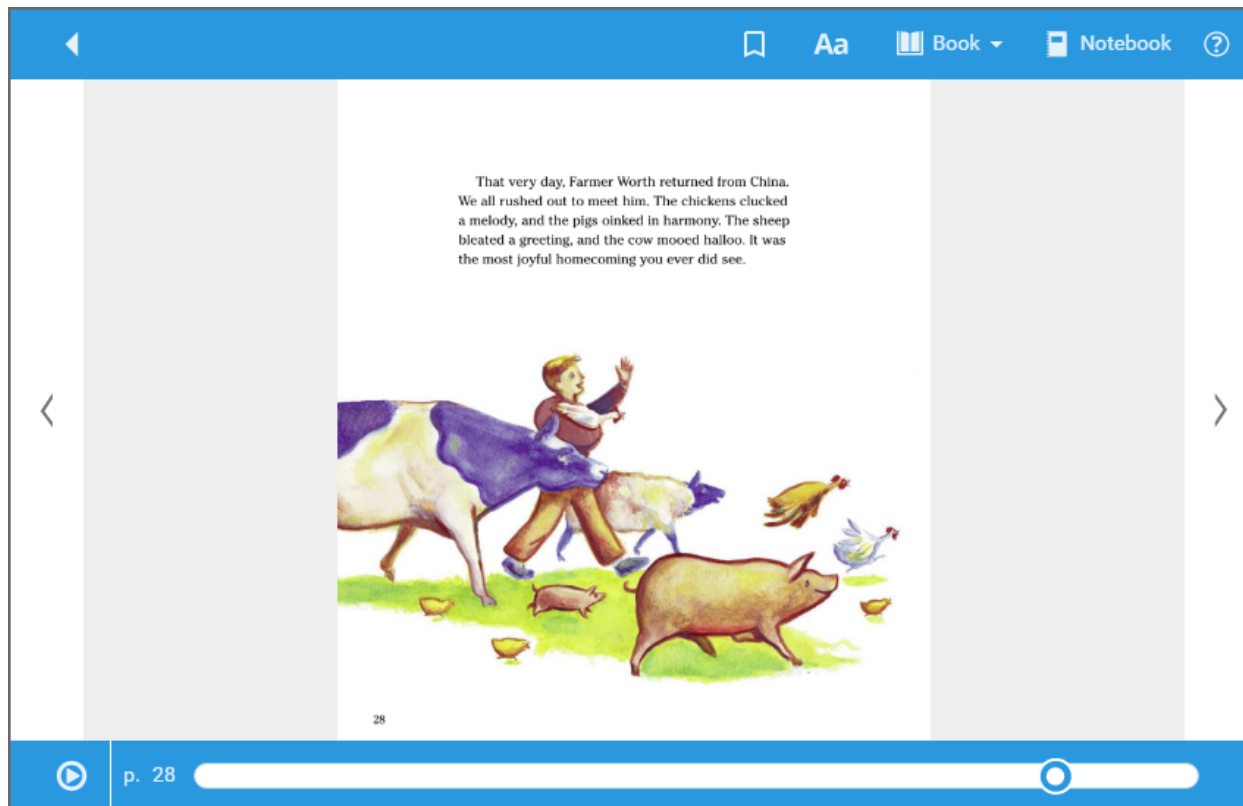 Aa
Book
Notebook
?
That very day, Farmer Worth returned from China.
We all rushed out to meet him. The chickens clucked
a melody, and the pigs oinked in harmony. The sheep
bleated a greeting, and the cow mooed halloo. It was
the most joyful homecoming you ever did see.
28
p. 28